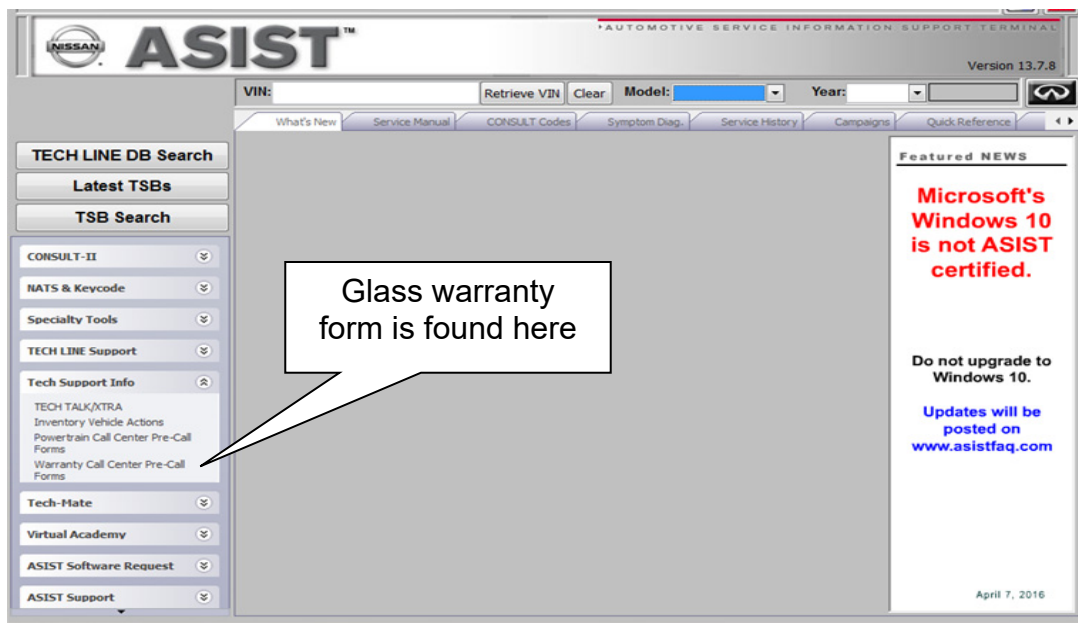 NISSAN ASIST™
AUTOMOTIVE SERVICE INFORMATION SUPPORT TERMINAL
Version 13.7.8
VIN: Retrieve VIN Clear Model: Year:
What's New Service Manual CONSULT Codes Symptom Diag. Service History Campaigns Quick Reference
TECH LINE DB Search
Latest TSBs
TSB Search
CONSULT-II
NATS & Keycode
Specialty Tools
TECH LINE Support
Tech Support Info
TECH TALK/XTRA
Inventory Vehicle Actions
Powertrain Call Center Pre-Call
Forms
Warranty Call Center Pre-Call
Forms
Tech-Mate
Virtual Academy
ASIST Software Request
ASIST Support
Glass warranty
form is found here
Featured NEWS
Microsoft's
Windows 10
is not ASIST
certified.
Do not upgrade to
Windows 10.
Updates will be
posted on
www.asistfaq.com
April 7, 2016